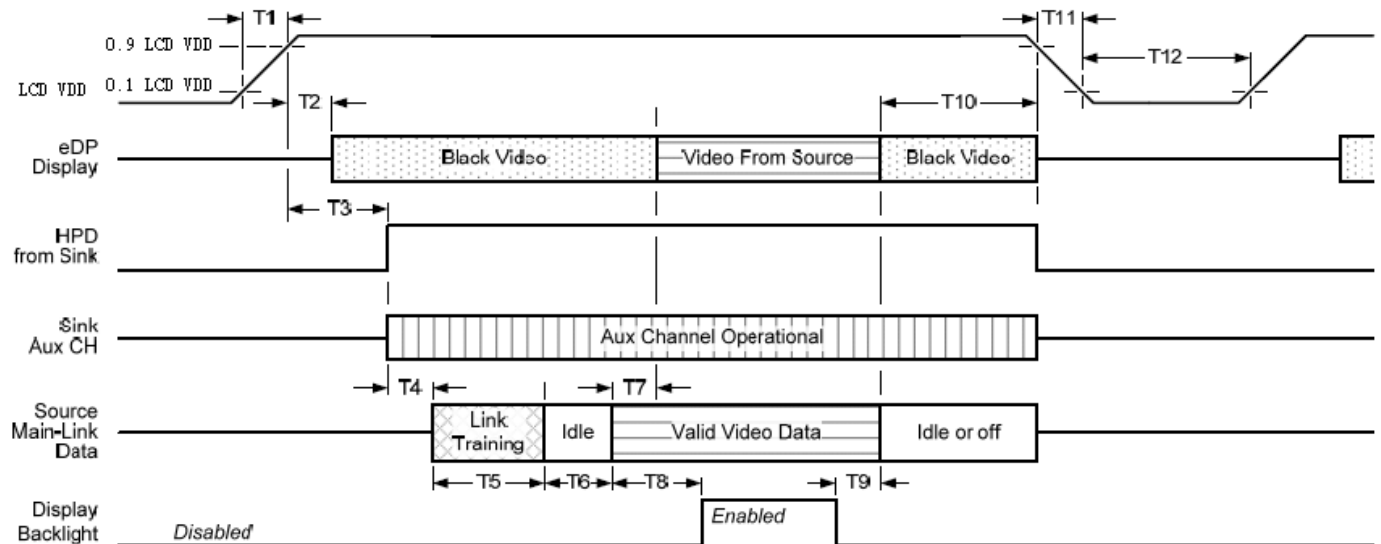 T1
T11
0.9 LCD VDD
T12
LCD VDD 0.1 LCD VDD
T2
T10
eDP
Display
Black Video
Video From Source
Black Video
T3
HPD
from Sink
Sink
Aux CH
Aux Channel Operational
T4
T7
Source
Main-Link
Data
Link
Training
Idle
Valid Video Data
Idle or off
T5
T6
T8
T9
Display
Backlight
Disabled
Enabled